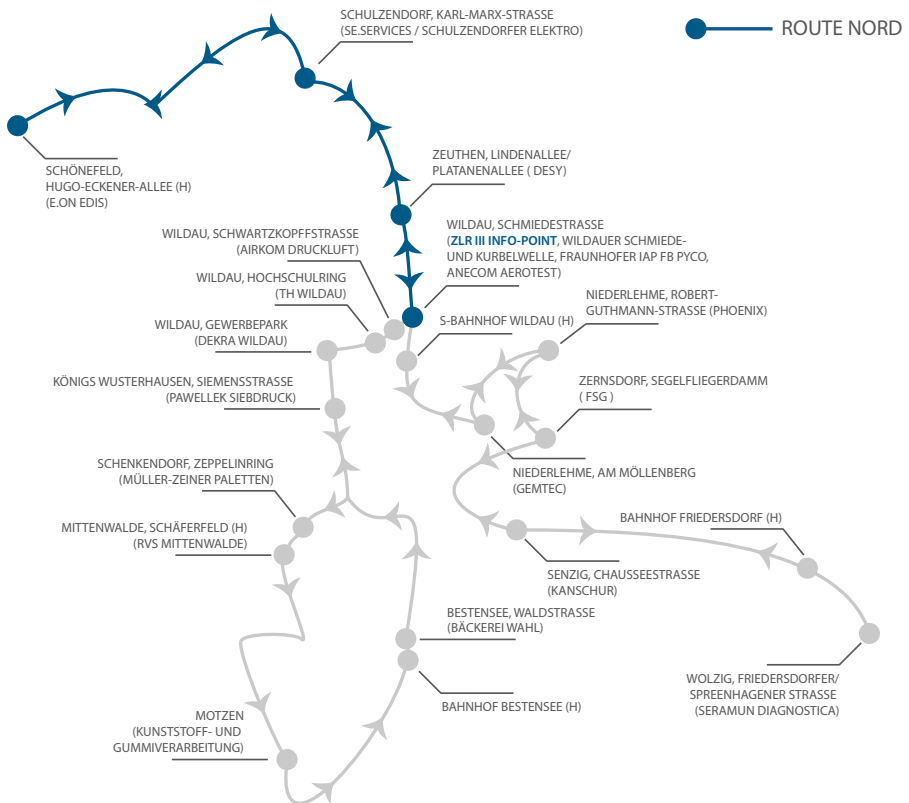 SCHULZENDORF, KARL-MARX-STRASSE
(SE.SERVICES / SCHULZENDORFER ELEKTRO)
ROUTE NORD
SCHÖNEFELD,
HUGO-ECKENER-ALLEE (H)
(E.ON EDIS)
ZEUTHEN, LINDENALLEE/
PLATANENALLEE ( DESY)
WILDAU, SCHWARTZKOPFFSTRASSE
(AIRKOM DRUCKLUFT)
WILDAU, SCHMIEDESTRASSE
(ZLR III INFO-POINT, WILDAUER SCHMIEDE-
UND KURBELWELLE, FRAUNHOFER IAP FB PYCO,
ANECOM AEROTEST)
WILDAU, HOCHSCHULRING
(TH WILDAU)
NIEDERLEHME, ROBERT-
GUTHMANN-STRASSE (PHOENIX)
WILDAU, GEWERBEPARK
(DEKRA WILDAU)
S-BAHNHOF WILDAU (H)
KÖNIGS WUSTERHAUSEN, SIEMENSSTRASSE
(PAWELLEK SIEBDRUCK)
ZERNSDORF, SEGELFLIEGERDAMM
( FSG )
SCHENKENDORF, ZEPPELINRING
(MÜLLER-ZEINER PALETTEN)
NIEDERLEHME, AM MÖLLENBERG
(GEMTEC)
MITTENWALDE, SCHÄFERFELD (H)
(RVS MITTENWALDE)
BAHNHOF FRIEDERSDORF (H)
SENZIG, CHAUSSEESTRASSE
(KANSCHUR)
BESTENSEE, WALDSTRASSE
(BÄCKEREI WAHL)
WOLZIG, FRIEDERSDORFER/
SPREENHAGENER STRASSE
(SERAMUN DIAGNOSTICA)
BAHNHOF BESTENSEE (H)
MOTZEN
(KUNSTSTOFF- UND
GUMMIVERARBEITUNG)